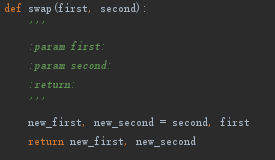 def swap(first, second):
    '''
    :param first:
    :param second:
    :return:
    '''
    new_first, new_second = second, first
    return new_first, new_second